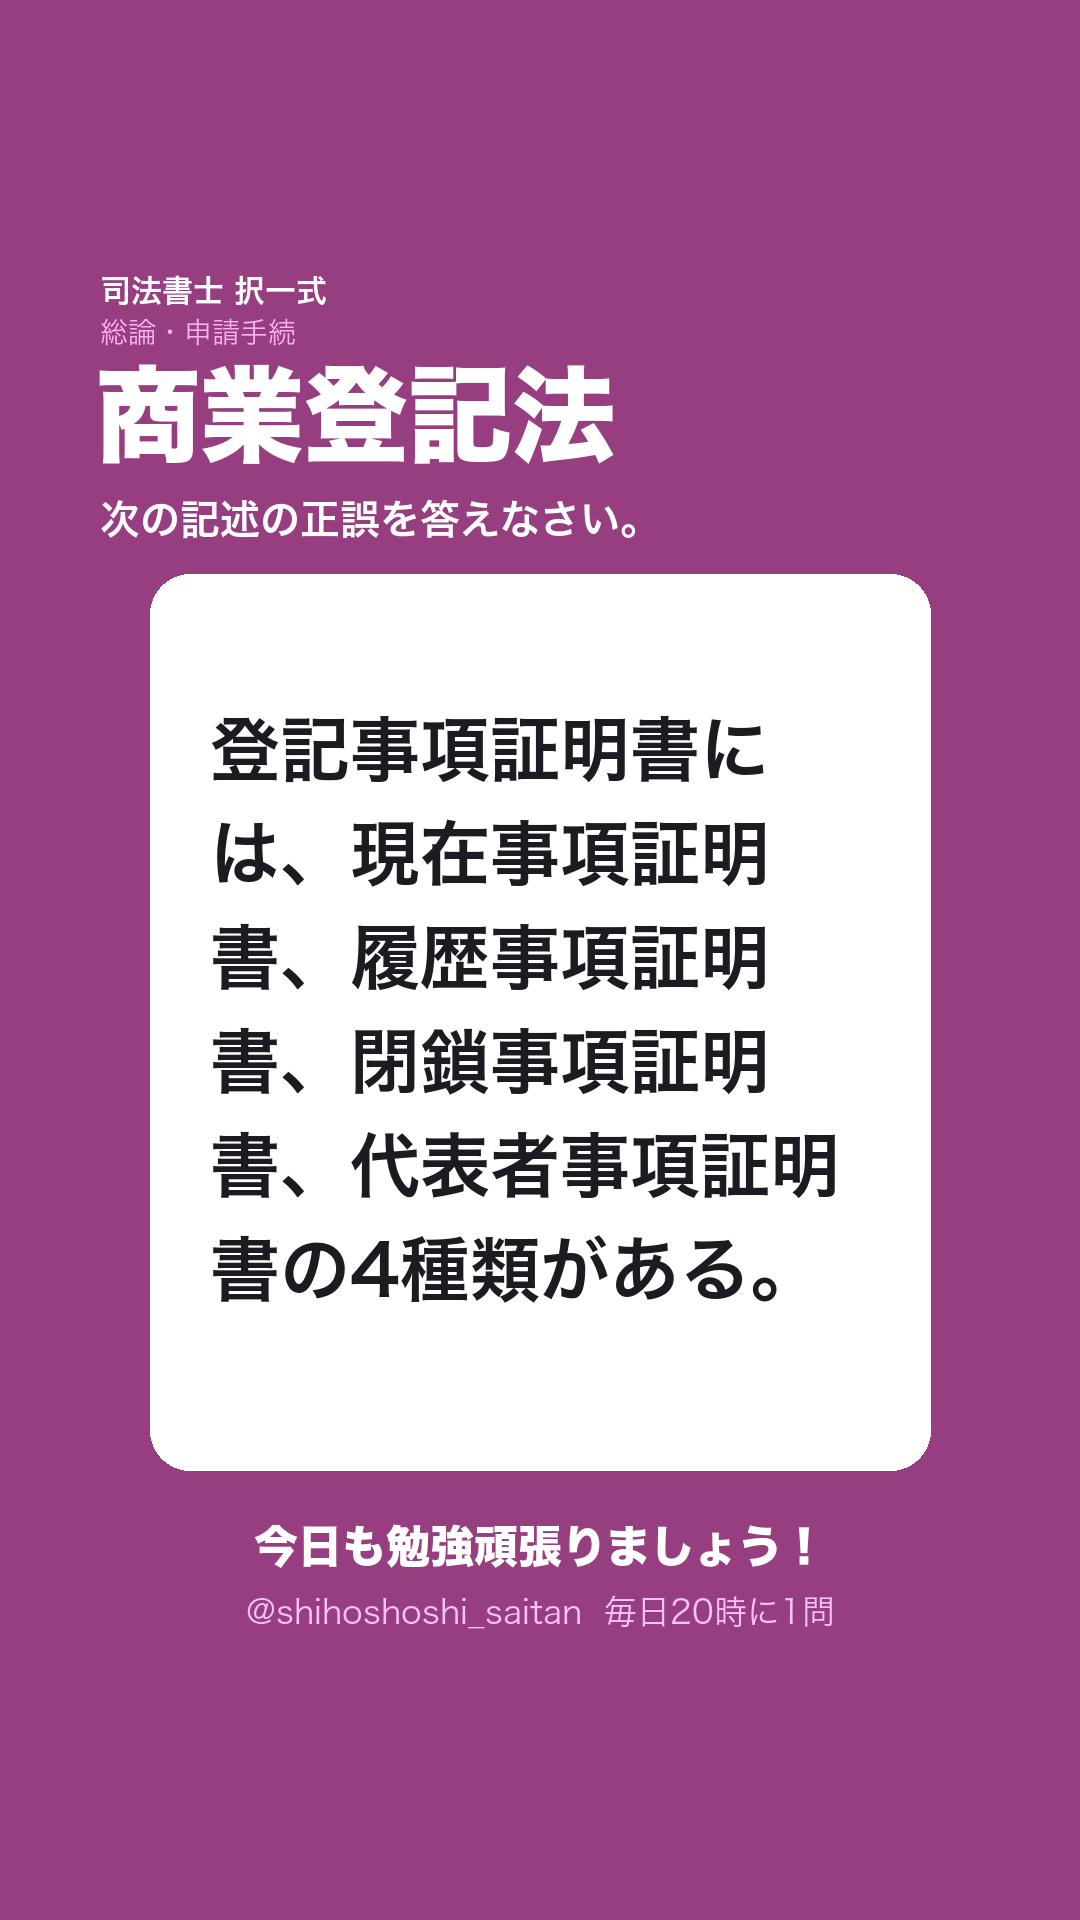 司法書士 択一式
総論・申請手続
商業登記法
次の記述の正誤を答えなさい。
登記事項証明書に
は、現在事項証明
書、履歴事項証明
書、閉鎖事項証明
書、代表者事項証明
書の4種類がある。
今日も勉強頑張りましょう！
@shihoshoshi_saitan 毎日20時に1問